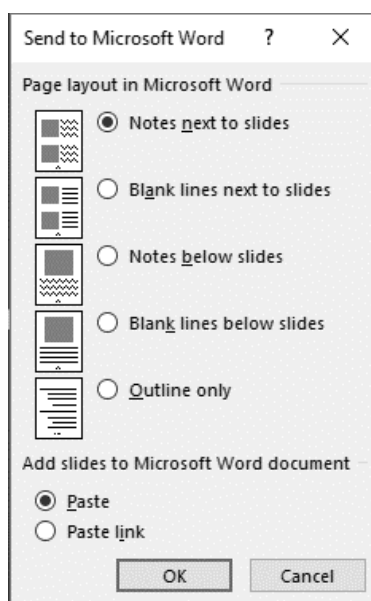 Send to Microsoft Word ? ×
Page layout in Microsoft Word
Notes next to slides
Blank lines next to slides
Notes below slides
Blank lines below slides
Outline only
Add slides to Microsoft Word document
Paste
Paste link
OK Cancel